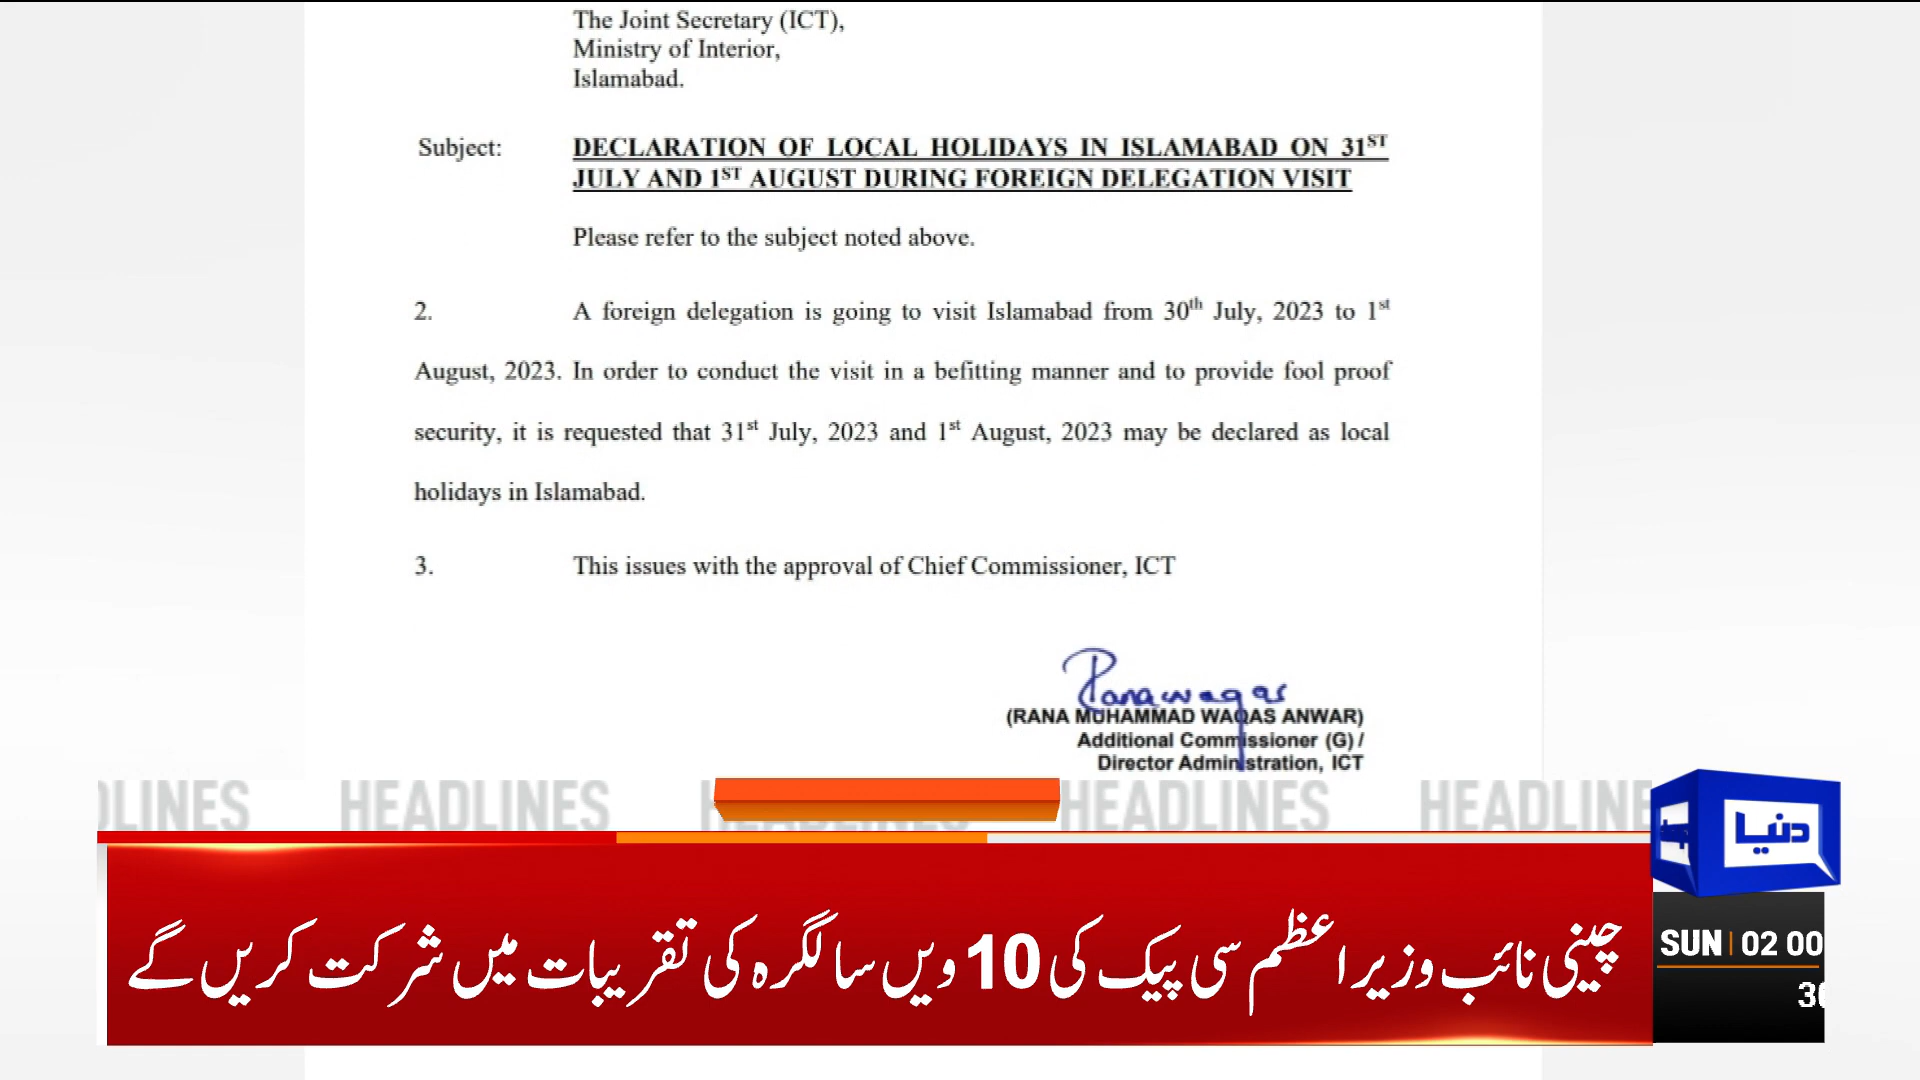 The Joint Secretary (ICT),
Ministry of Interior,
Islamabad.
Subject: DECLARATION OF LOCAL HOLIDAYS IN ISLAMABAD ON 31ST
JULY AND 1ST AUGUST DURING FOREIGN DELEGATION VISIT
Please refer to the subject noted above.
2. A foreign delegation is going to visit Islamabad from 30th July, 2023 to 1st
August, 2023. In order to conduct the visit in a befitting manner and to provide fool proof
security, it is requested that 31st July, 2023 and 1st August, 2023 may be declared as local
holidays in Islamabad.
3. This issues with the approval of Chief Commissioner, ICT
Ranawaqas
(RANA MUHAMMAD WAQAS ANWAR)
Additional Commissioner (G) /
Director Administration, ICT
HEADLINES HEADLINES HEADLINES
دنیا
چینی نائب وزیراعظم سی پیک کی 10 ویں سالگرہ کی تقریبات میں شرکت کریں گے
SUN 02 00